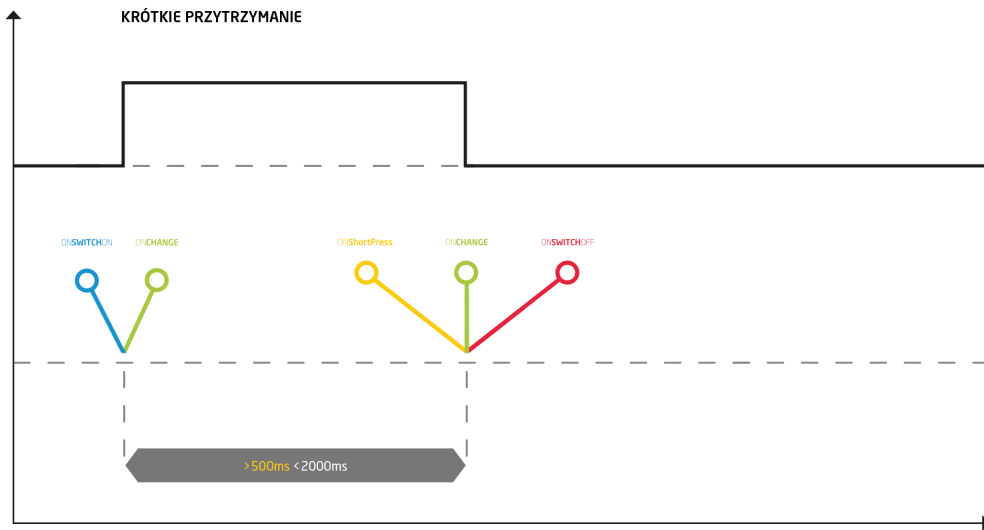 KRÓTKIE PRZYTRZYMANIE
ONSWITCHON ONCHANGE ONShortPress ONCHANGE ONSWITCHOFF
>500ms <2000ms